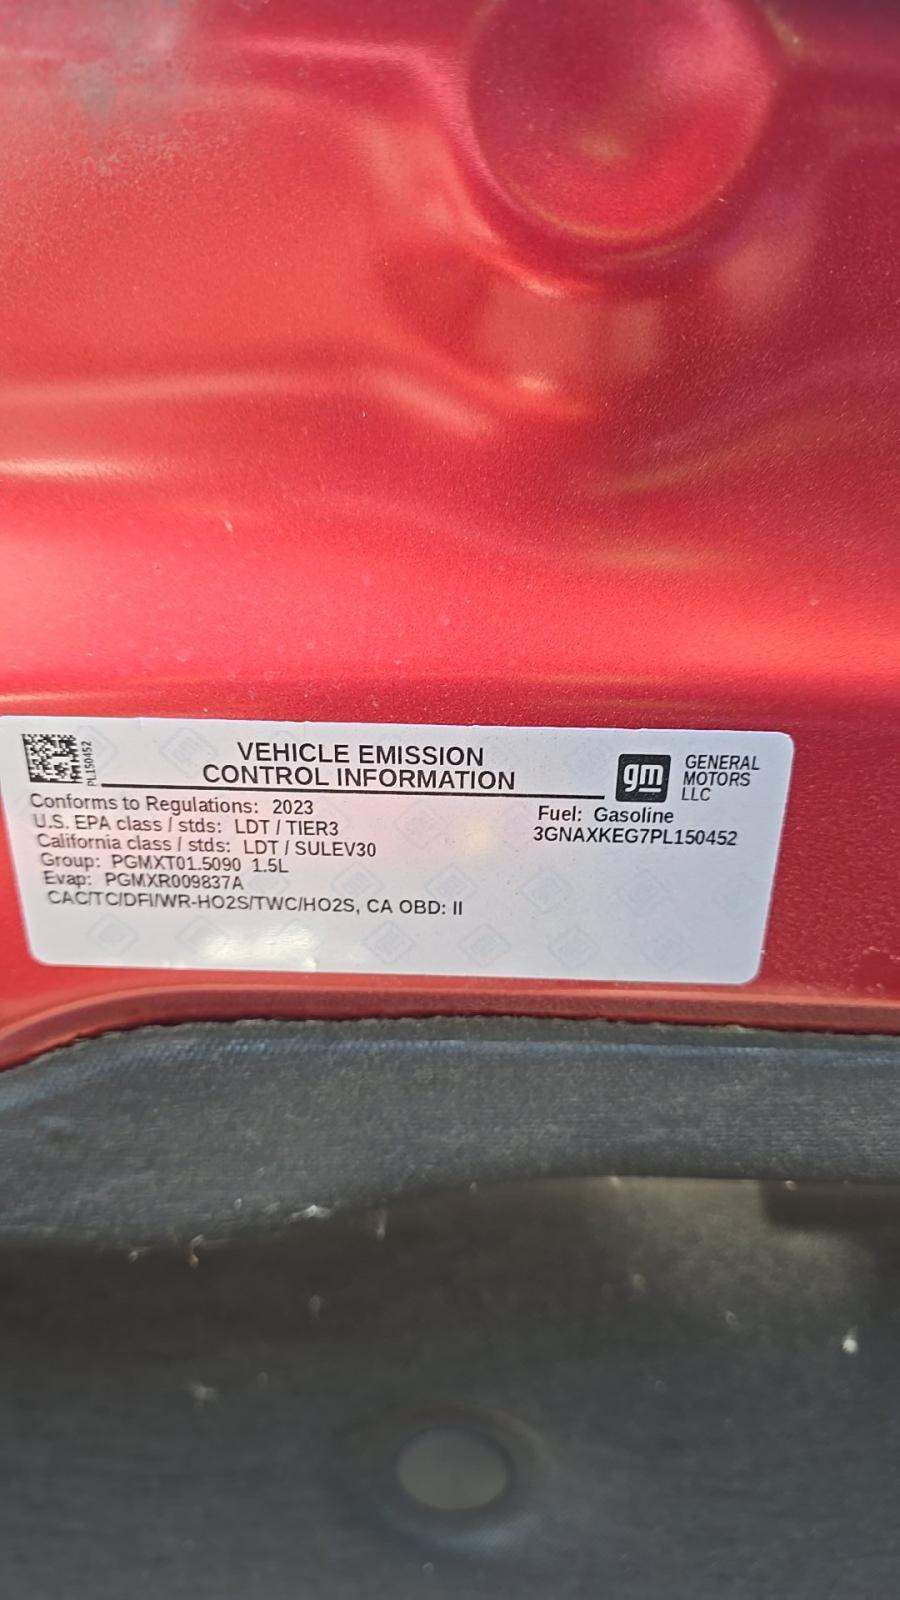 PL150452
VEHICLE EMISSION
CONTROL INFORMATION
gm
GENERAL
MOTORS
LLC
Conforms to Regulations: 2023
U.S. EPA class / stds: LDT / TIER3
California class / stds: LDT / SULEV30
Group: PGMXT01.5090 1.5L
Evap: PGMXR009837A
CAC/TC/DFI/WR-HO2S/TWC/HO2S, CA OBD: II
Fuel: Gasoline
3GNAXKEG7PL150452